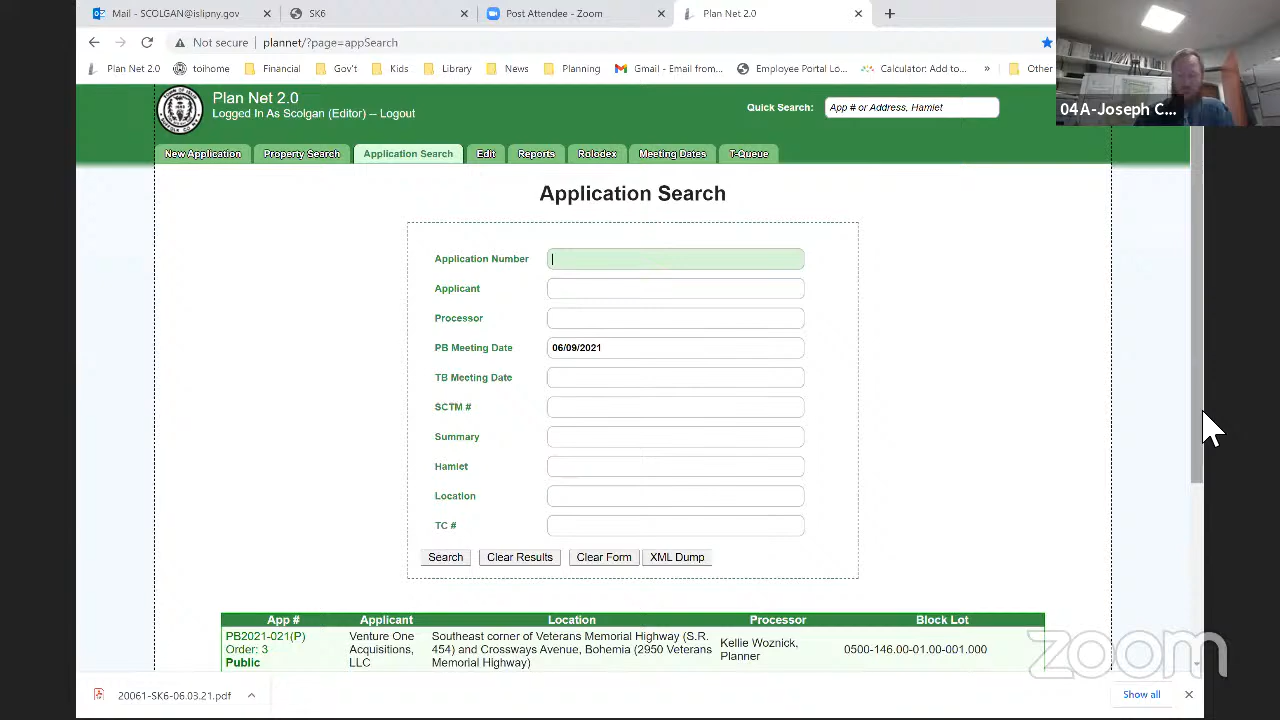 Mail - SCOLGAN@islipny.gov
SK6
Post Attendee - Zoom
Plan Net 2.0
Not secure
plannet/?page=appSearch
Plan Net 2.0
toihome
Financial
Gov't
Kids
Library
News
Planning
Gmail - Email from...
Employee Portal Lo...
Calculator: Add to...
Other
04A-Joseph C...
Plan Net 2.0
Logged In As Scolgan (Editor) -- Logout
Quick Search:
App # or Address, Hamlet
New Application
Property Search
Application Search
Edit
Reports
Rolodex
Meeting Dates
T-Queue
Application Search
Application Number
Applicant
Processor
PB Meeting Date
06/09/2021
TB Meeting Date
SCTM #
Summary
Hamlet
Location
TC #
Search
Clear Results
Clear Form
XML Dump
App #
Applicant
Location
Processor
Block Lot
PB2021-021(P)
Order: 3
Public
Venture One
Acquisitions,
LLC
Southeast corner of Veterans Memorial Highway (S.R.
454) and Crossways Avenue, Bohemia (2950 Veterans
Memorial Highway)
Kellie Woznick,
Planner
0500-146.00-01.00-001.000
zoom
20061-SK6-06.03.21.pdf
Show all